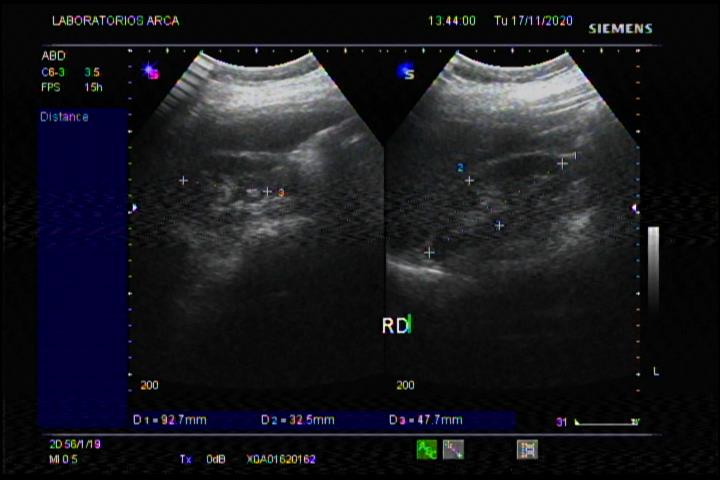 LABORATORIOS ARCA
13:44:00 Tu 17/11/2020 SIEMENS
ABD
C6-3 3.5
FPS 15h
Distance
S
S
2
3
RD
200
200
D1 = 92.7mm D2 = 32.5mm D3 = 47.7mm
31
L
2D 56/1/19
MI 0.5 Tx 0dB X0A01620162